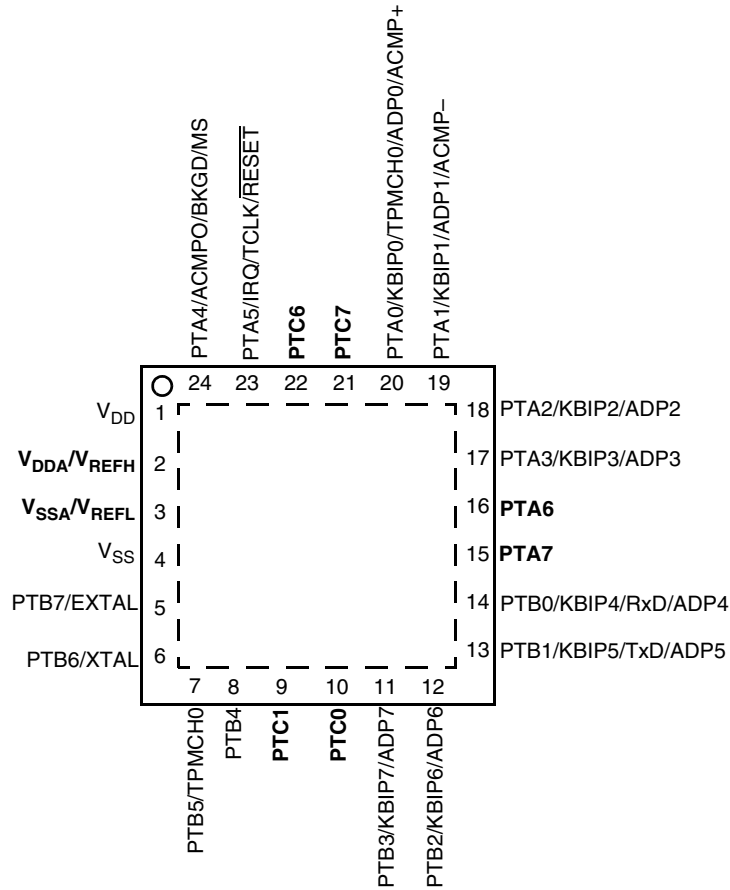 PTA4/ACMPO/BKGD/MS
PTA5/IRQ/TCLK/RESET
PTC6
PTC7
PTA0/KBIP0/TPMCH0/ADP0/ACMP+
PTA1/KBIP1/ADP1/ACMP–
24
23
22
21
20
19
VDD 1
VDDA/VREFH 2
VSSA/VREFL 3
VSS 4
PTB7/EXTAL 5
PTB6/XTAL 6
18 PTA2/KBIP2/ADP2
17 PTA3/KBIP3/ADP3
16 PTA6
15 PTA7
14 PTB0/KBIP4/RxD/ADP4
13 PTB1/KBIP5/TxD/ADP5
7
8
9
10
11
12
PTB5/TPMCH0
PTB4
PTC1
PTC0
PTB3/KBIP7/ADP7
PTB2/KBIP6/ADP6